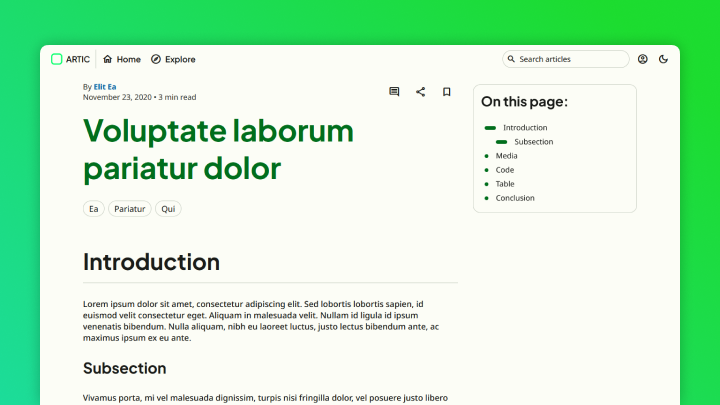 ARTIC
Home
Explore
Search articles
By Elit Ea
November 23, 2020 • 3 min read
Voluptate laborum
pariatur dolor
Ea
Pariatur
Qui
Introduction
Lorem ipsum dolor sit amet, consectetur adipiscing elit. Sed lobortis lobortis sapien, id
euismod velit consectetur eget. Aliquam in malesuada velit. Nullam id ligula id ipsum
venenatis bibendum. Nulla aliquam, nibh eu laoreet luctus, justo lectus bibendum ante, ac
maximus ipsum ex eu ante.
Subsection
Vivamus porta, mi vel malesuada dignissim, turpis nisi fringilla dolor, vel posuere justo libero
On this page:
Introduction
Subsection
Media
Code
Table
Conclusion